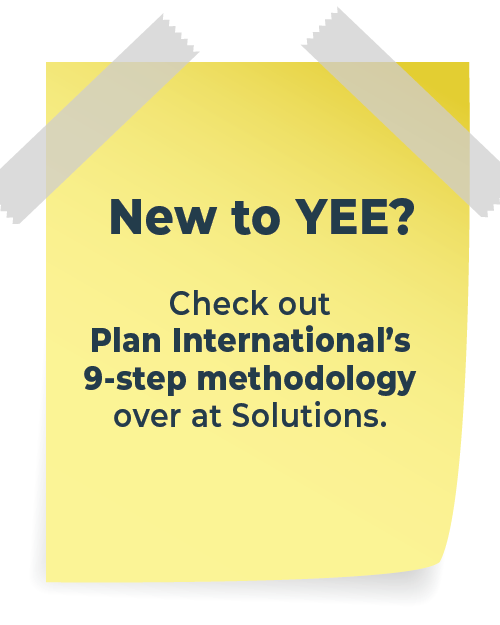 New to YEE?
Check out
Plan International’s
9-step methodology
over at Solutions.